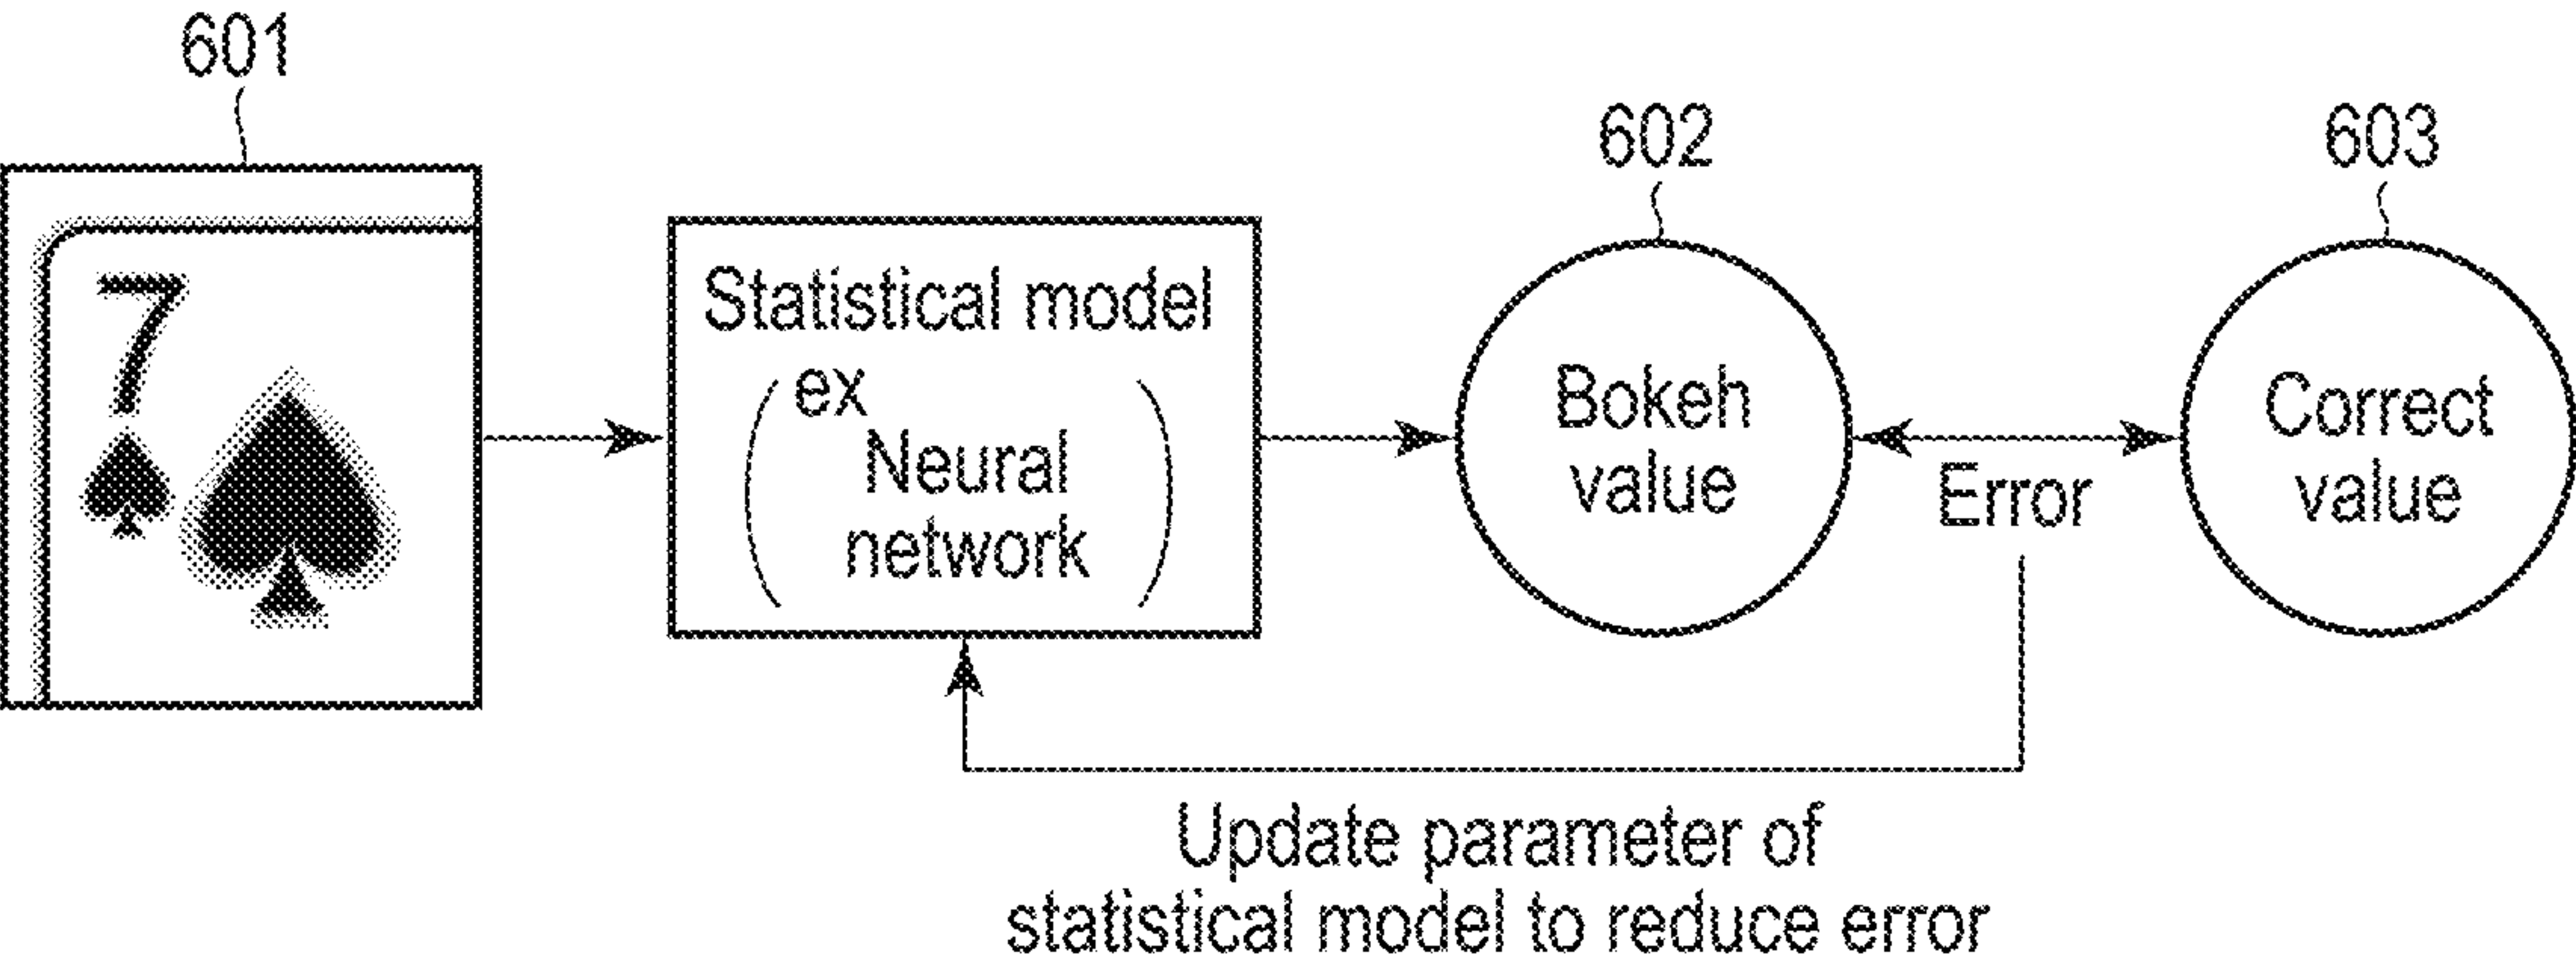 601
7
Statistical model
ex
Neural
network
602
Bokeh
value
Error
603
Correct
value
Update parameter of
statistical model to reduce error